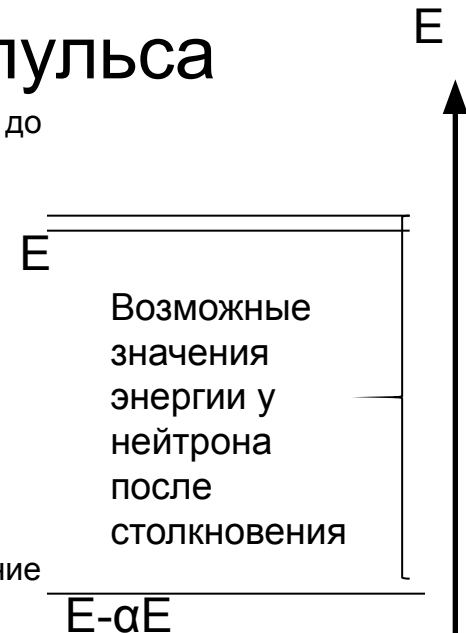 E
пульса
до
E
Возможные
значения
энергии у
нейтрона
после
столкновения
ние
E-αE